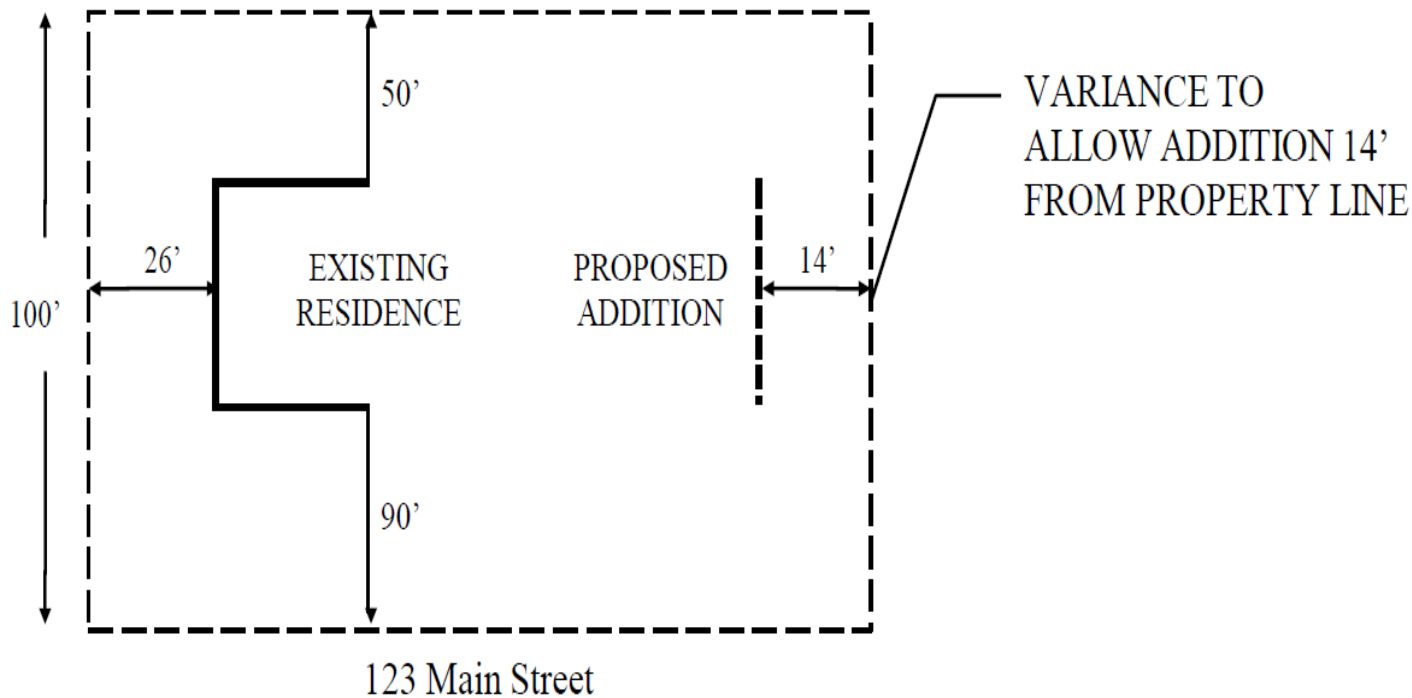 50’
VARIANCE TO
ALLOW ADDITION 14’
FROM PROPERTY LINE
26’
EXISTING
RESIDENCE
PROPOSED
ADDITION
14’
100’
90’
123 Main Street